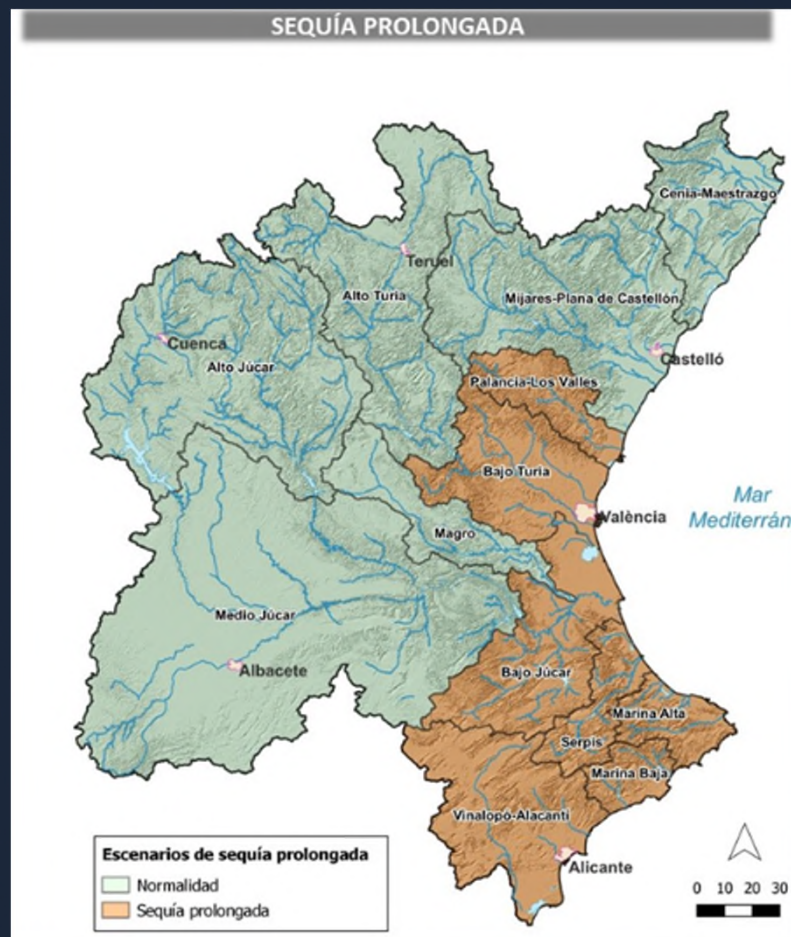 SEQUÍA PROLONGADA
Cenia-Maestrazgo
Teruel
Alto Turia
Mijares-Plana de Castellón
Cuenca
Castelló
Alto Júcar
Palancia-Los Valles
Bajo Turia
Mar
Mediterrán
València
Magro
Medio Júcar
Albacete
Bajo Júcar
Marina Alta
Serpis
Marina Baja
Vinalopó-Alacantí
Alicante
Escenarios de sequía prolongada
Normalidad
Sequía prolongada
0 10 20 30